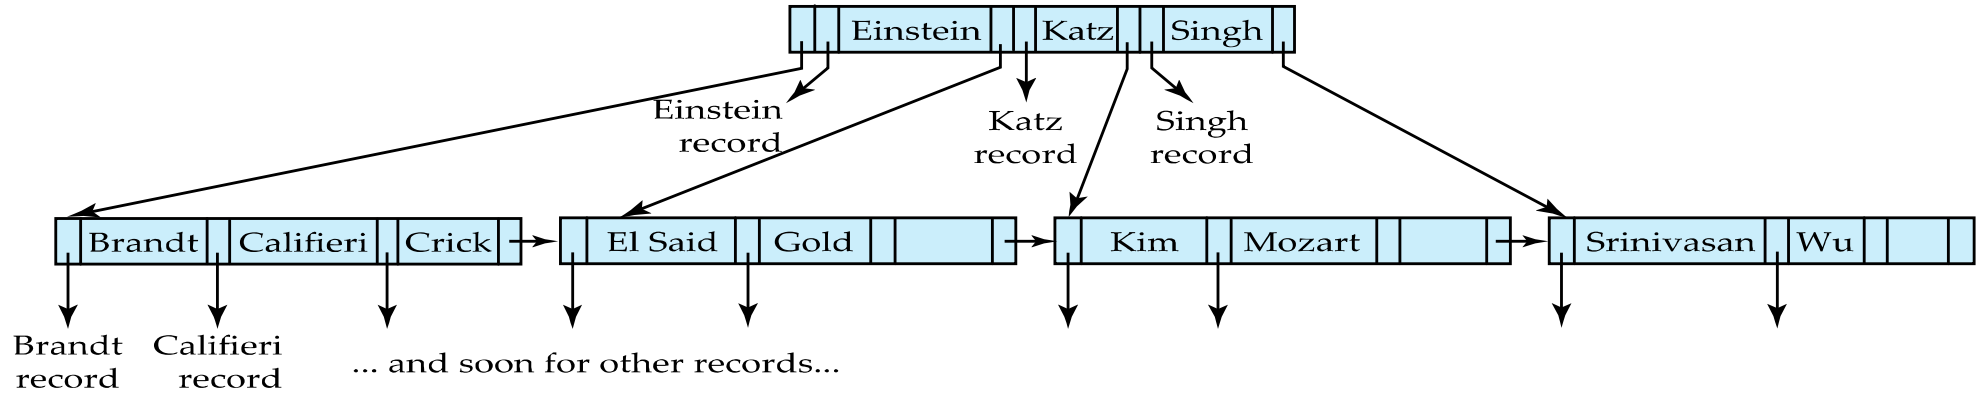 Einstein Katz Singh
Einstein
record
Katz
record
Singh
record
Brandt Califieri Crick El Said Gold Kim Mozart Srinivasan Wu
Brandt
record
Califieri
record
... and soon for other records...